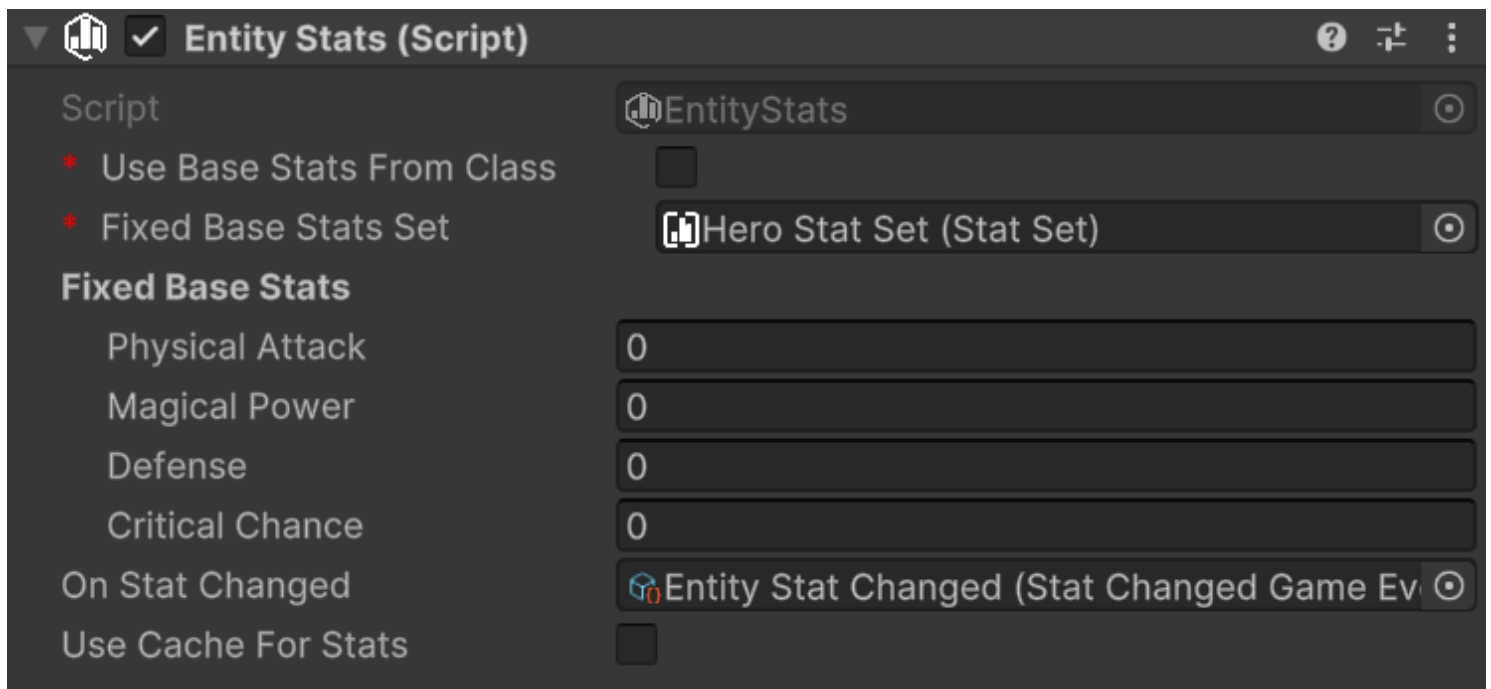 Entity Stats (Script)
Script EntityStats
* Use Base Stats From Class
* Fixed Base Stats Set Hero Stat Set (Stat Set)
Fixed Base Stats
Physical Attack 0
Magical Power 0
Defense 0
Critical Chance 0
On Stat Changed Entity Stat Changed (Stat Changed Game Ev
Use Cache For Stats